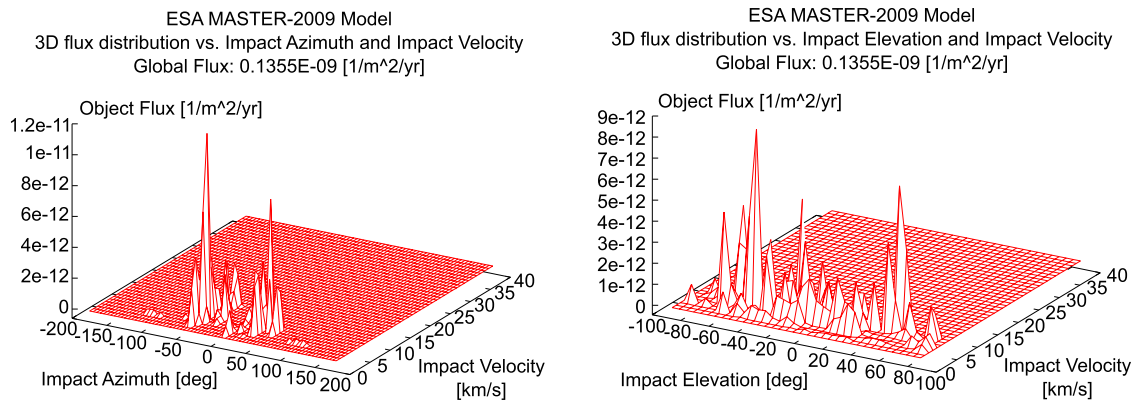 ESA MASTER-2009 Model
3D flux distribution vs. Impact Azimuth and Impact Velocity
Global Flux: 0.1355E-09 [1/m^2/yr]
Object Flux [1/m^2/yr]
1.2e-11
1e-11
8e-12
6e-12
4e-12
2e-12
0
-200
-150
-100
-50
0
50
100
150
200
Impact Azimuth [deg]
0
5
10
15
20
25
30
35
40
Impact Velocity
[km/s]
ESA MASTER-2009 Model
3D flux distribution vs. Impact Elevation and Impact Velocity
Global Flux: 0.1355E-09 [1/m^2/yr]
Object Flux [1/m^2/yr]
9e-12
8e-12
7e-12
6e-12
5e-12
4e-12
3e-12
2e-12
1e-12
0
-100
-80
-60
-40
-20
0
20
40
60
80
100
Impact Elevation [deg]
0
5
10
15
20
25
30
35
40
Impact Velocity
[km/s]